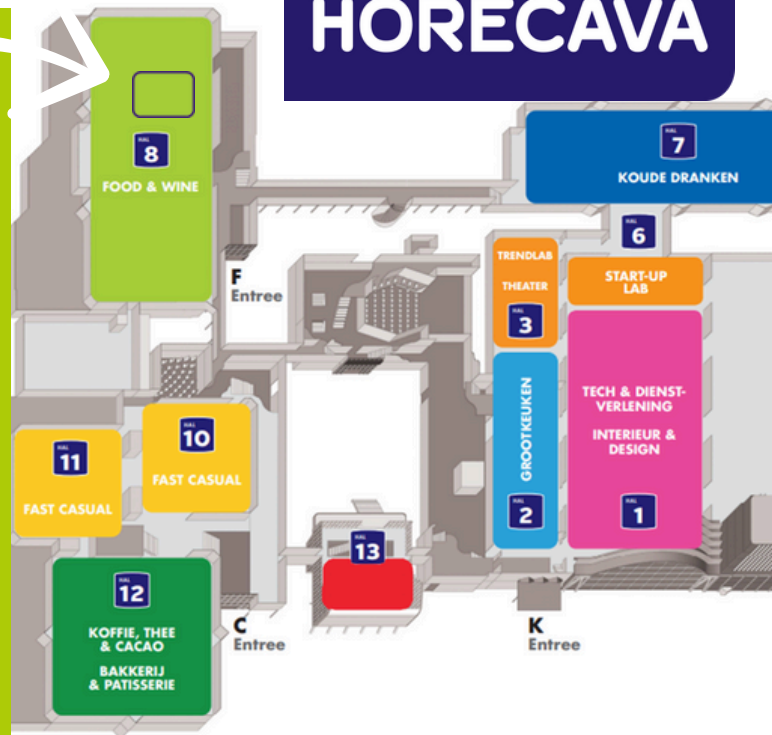 HORECAVA
HAL
8
FOOD & WINE
HAL
7
KOUDE DRANKEN
HAL
6
F
Entree
TRENDLAB
THEATER
HAL
3
START-UP
LAB
GROOTKEUKEN
HAL
2
TECH & DIENST-
VERLENING
INTERIEUR &
DESIGN
HAL
1
HAL
11
FAST CASUAL
HAL
10
FAST CASUAL
HAL
13
HAL
12
KOFFIE, THEE
& CACAO
BAKKERIJ
& PATISSERIE
C
Entree
K
Entree